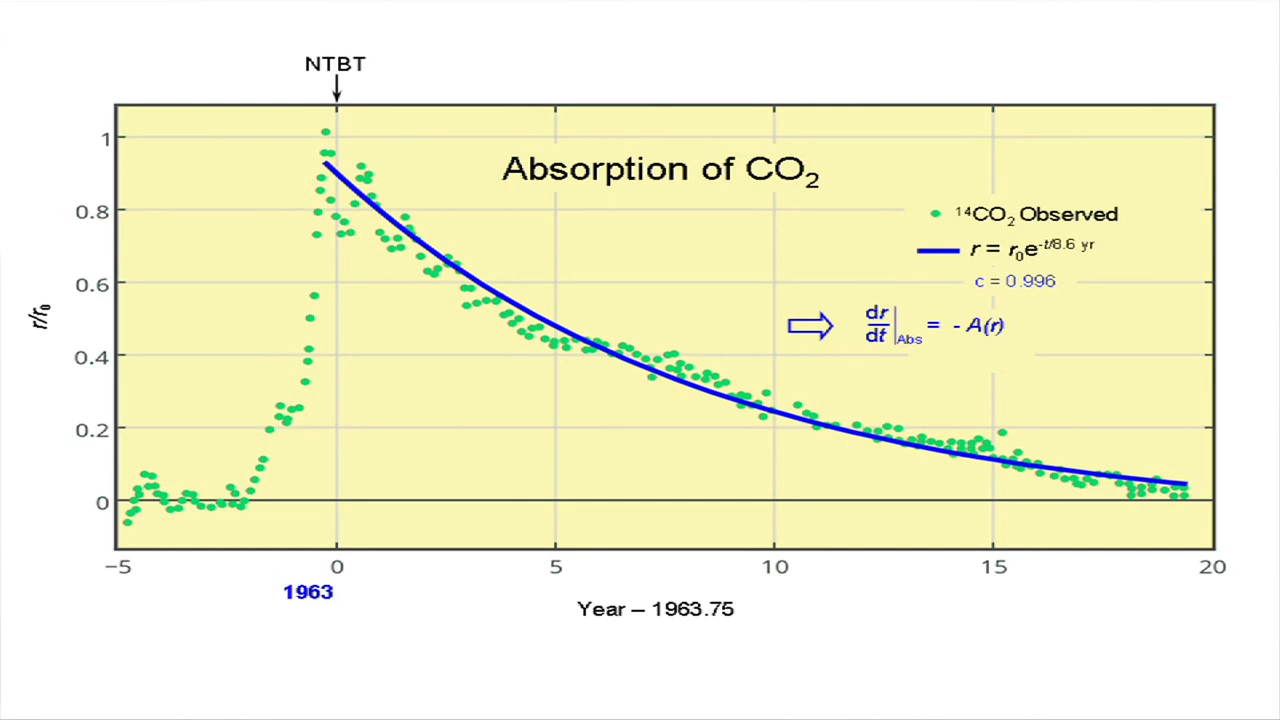 NTBT
Absorption of CO₂
¹⁴CO₂ Observed
r = r₀e^-t/8.6 yr
c = 0.996
dr/dt|Abs = - A(r)
r/r₀
1
0.8
0.6
0.4
0.2
0
−5 0 5 10 15 20
1963
Year – 1963.75